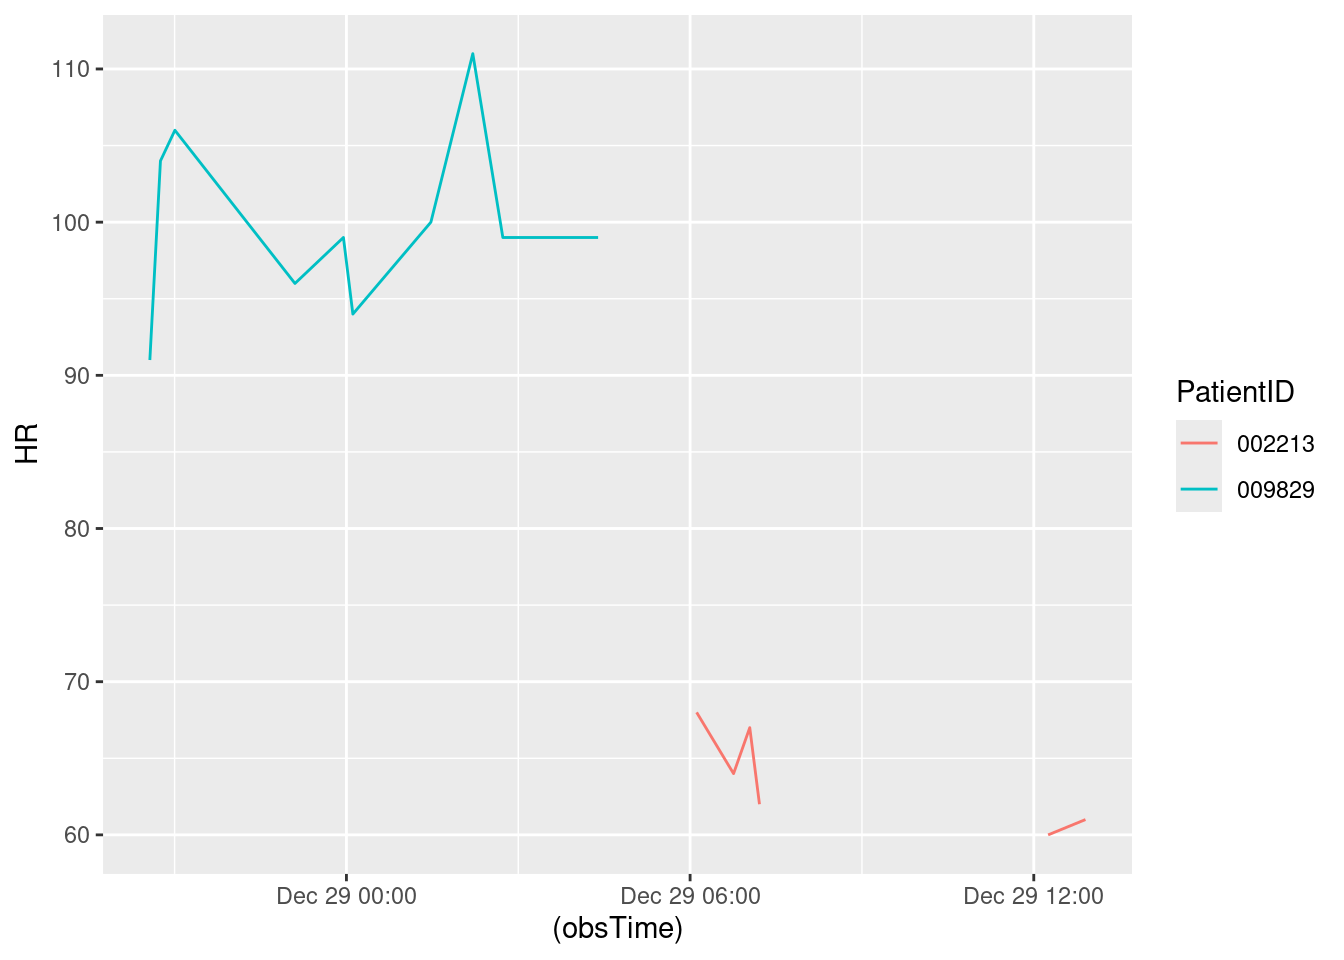 110
100
90
80
70
60
HR
Dec 29 00:00
Dec 29 06:00
Dec 29 12:00
(obsTime)
PatientID
002213
009829